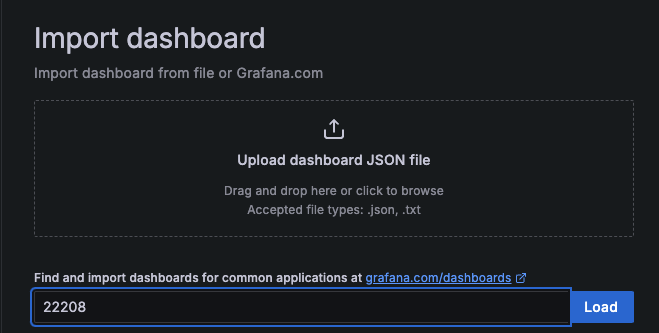 Import dashboard
Import dashboard from file or Grafana.com
Upload dashboard JSON file
Drag and drop here or click to browse
Accepted file types: .json, .txt
Find and import dashboards for common applications at grafana.com/dashboards
22208 Load